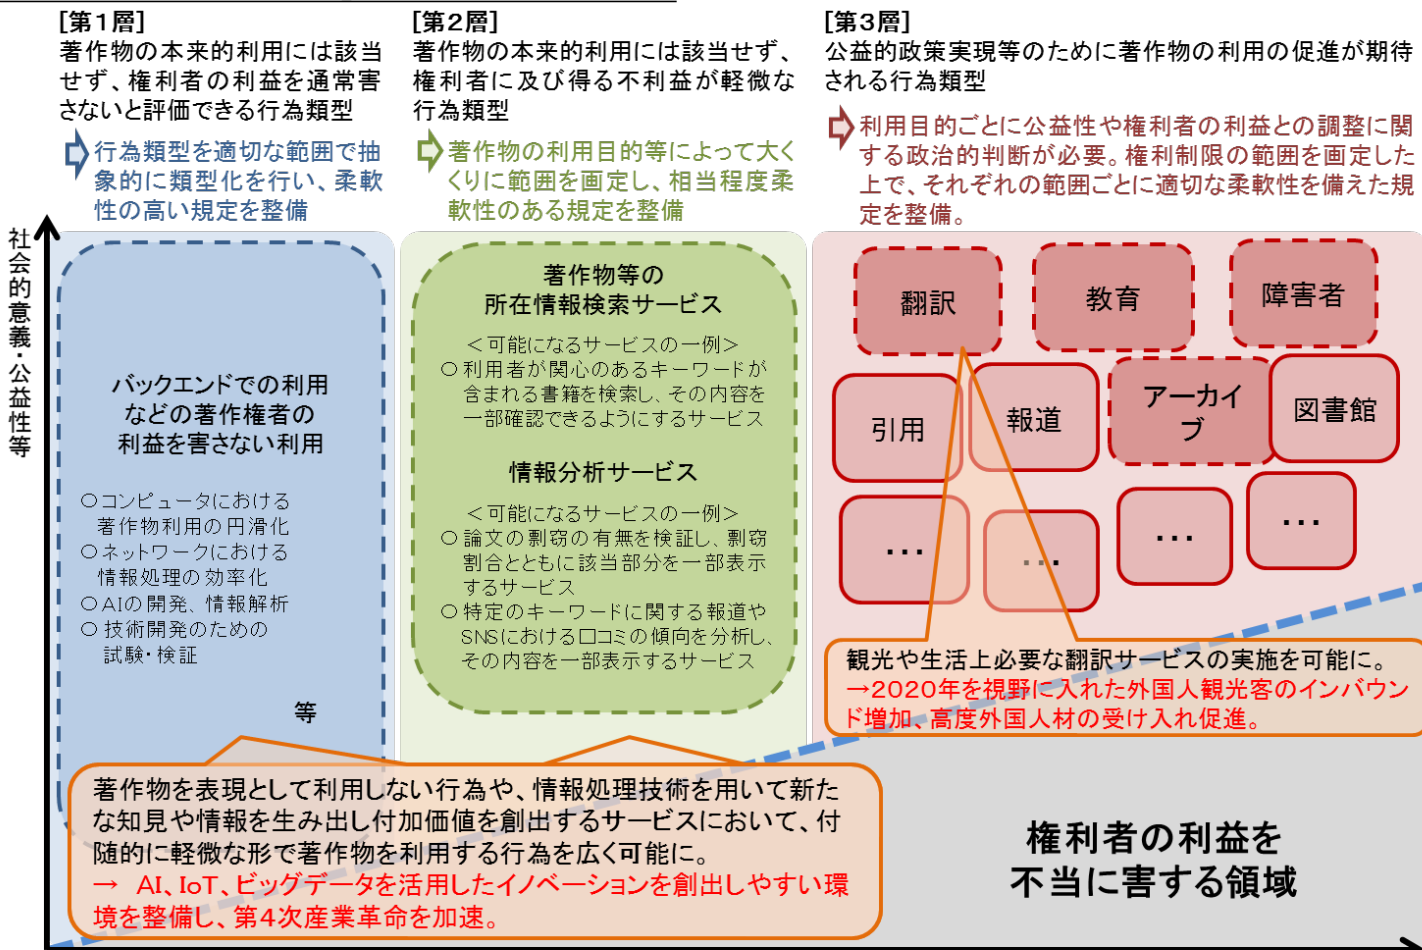 [第1層]
著作物の本来的利用には該当
せず、権利者の利益を通常害
さないと評価できる行為類型
行為類型を適切な範囲で抽
象的に類型化を行い、柔軟
性の高い規定を整備
[第2層]
著作物の本来的利用には該当せず、
権利者に及び得る不利益が軽微な
行為類型
著作物の利用目的等によって大く
くりに範囲を画定し、相当程度柔
軟性のある規定を整備
[第3層]
公益的政策実現等のために著作物の利用の促進が期待
される行為類型
利用目的ごとに公益性や権利者の利益との調整に関
する政治的判断が必要。権利制限の範囲を画定した
上で、それぞれの範囲ごとに適切な柔軟性を備えた規
定を整備。
社会的意義・公益性等
バックエンドでの利用
などの著作権者の
利益を害さない利用
○コンピュータにおける
著作物利用の円滑化
○ネットワークにおける
情報処理の効率化
○AIの開発、情報解析
○技術開発のための
試験・検証
等
著作物等の
所在情報検索サービス
＜可能になるサービスの一例＞
○利用者が関心のあるキーワードが
含まれる書籍を検索し、その内容を
一部確認できるようにするサービス
情報分析サービス
＜可能になるサービスの一例＞
○論文の剽窃の有無を検証し、剽窃
割合とともに該当部分を一部表示
するサービス
○特定のキーワードに関する報道や
SNSにおける口コミの傾向を分析し、
その内容を一部表示するサービス
翻訳
教育
障害者
引用
報道
アーカイ
ブ
図書館
…
…
…
…
観光や生活上必要な翻訳サービスの実施を可能に。
→2020年を視野に入れた外国人観光客のインバウン
ド増加、高度外国人材の受け入れ促進。
著作物を表現として利用しない行為や、情報処理技術を用いて新た
な知見や情報を生み出し付加価値を創出するサービスにおいて、付
随的に軽微な形で著作物を利用する行為を広く可能に。
→ AI、IoT、ビッグデータを活用したイノベーションを創出しやすい環
境を整備し、第4次産業革命を加速。
権利者の利益を
不当に害する領域